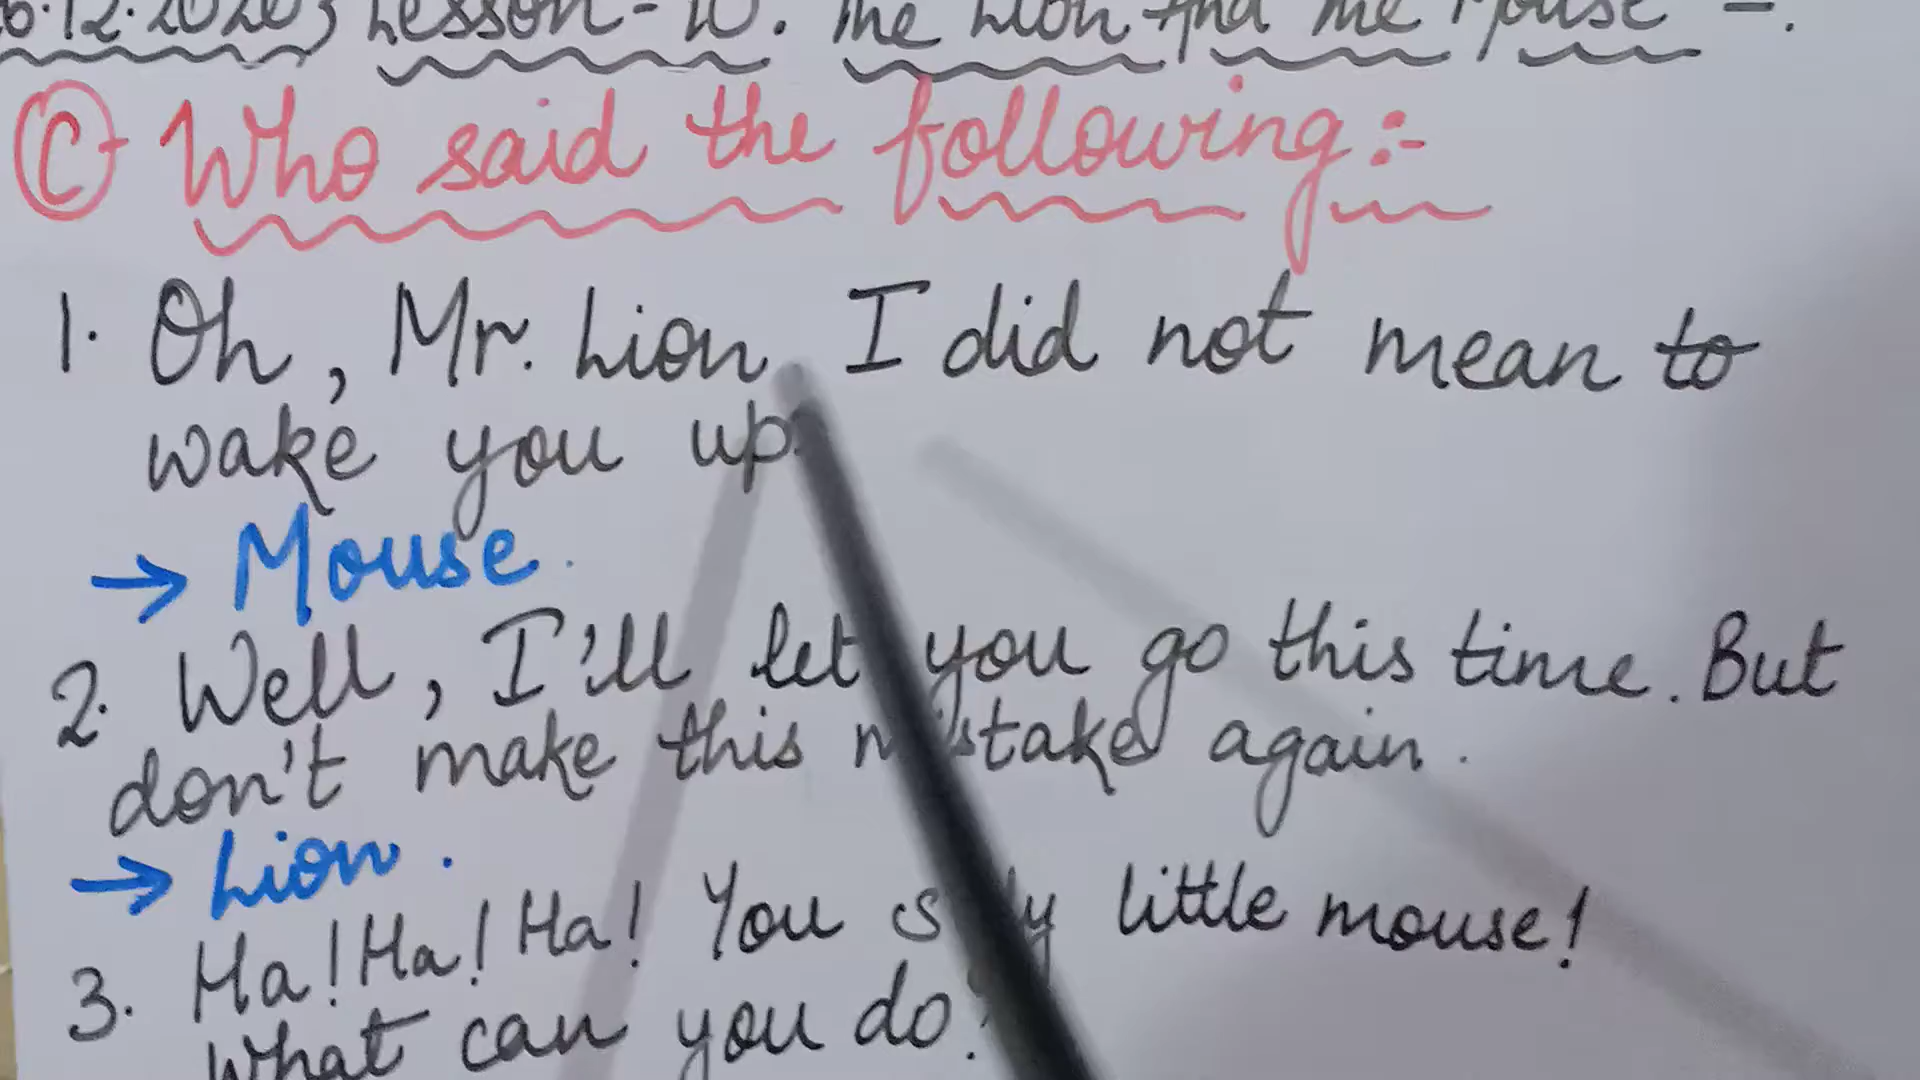 Lesson-10. The Lion And The Mouse -.
C Who said the following:-
1. Oh, Mr. Lion I did not mean to
wake you up.
→ Mouse.
2. Well, I'll let you go this time. But
don't make this mistake again.
→ Lion.
3. Ha! Ha! Ha! You little mouse!
What can you do?